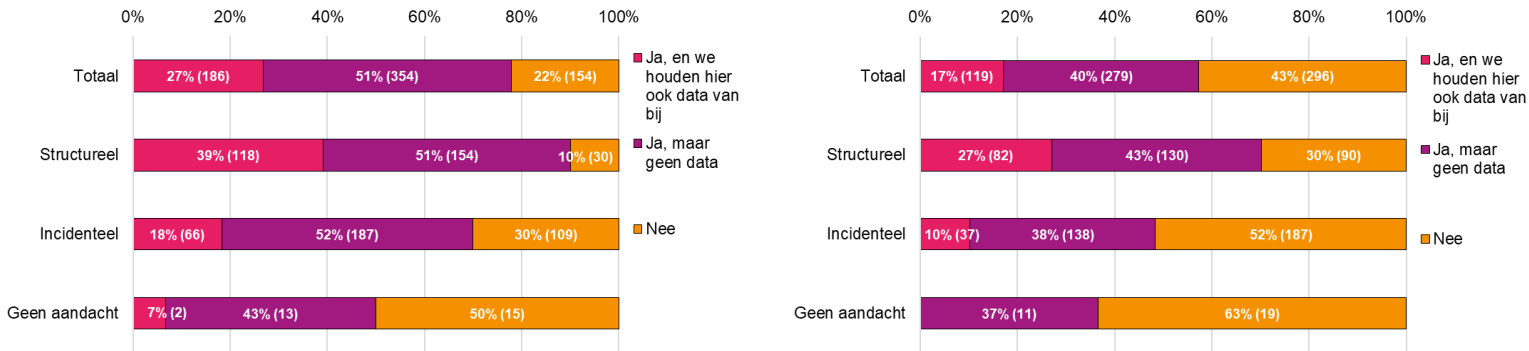 0% 20% 40% 60% 80% 100%
Totaal 27% (186) 51% (354) 22% (154)
Structureel 39% (118) 51% (154) 10% (30)
Incidenteel 18% (66) 52% (187) 30% (109)
Geen aandacht 7% (2) 43% (13) 50% (15)
Ja, en we
houden hier
ook data van
bij
Ja, maar
geen data
Nee
0% 20% 40% 60% 80% 100%
Totaal 17% (119) 40% (279) 43% (296)
Structureel 27% (82) 43% (130) 30% (90)
Incidenteel 10% (37) 38% (138) 52% (187)
Geen aandacht 37% (11) 63% (19)
Ja, en we
houden hier
ook data van
bij
Ja, maar
geen data
Nee